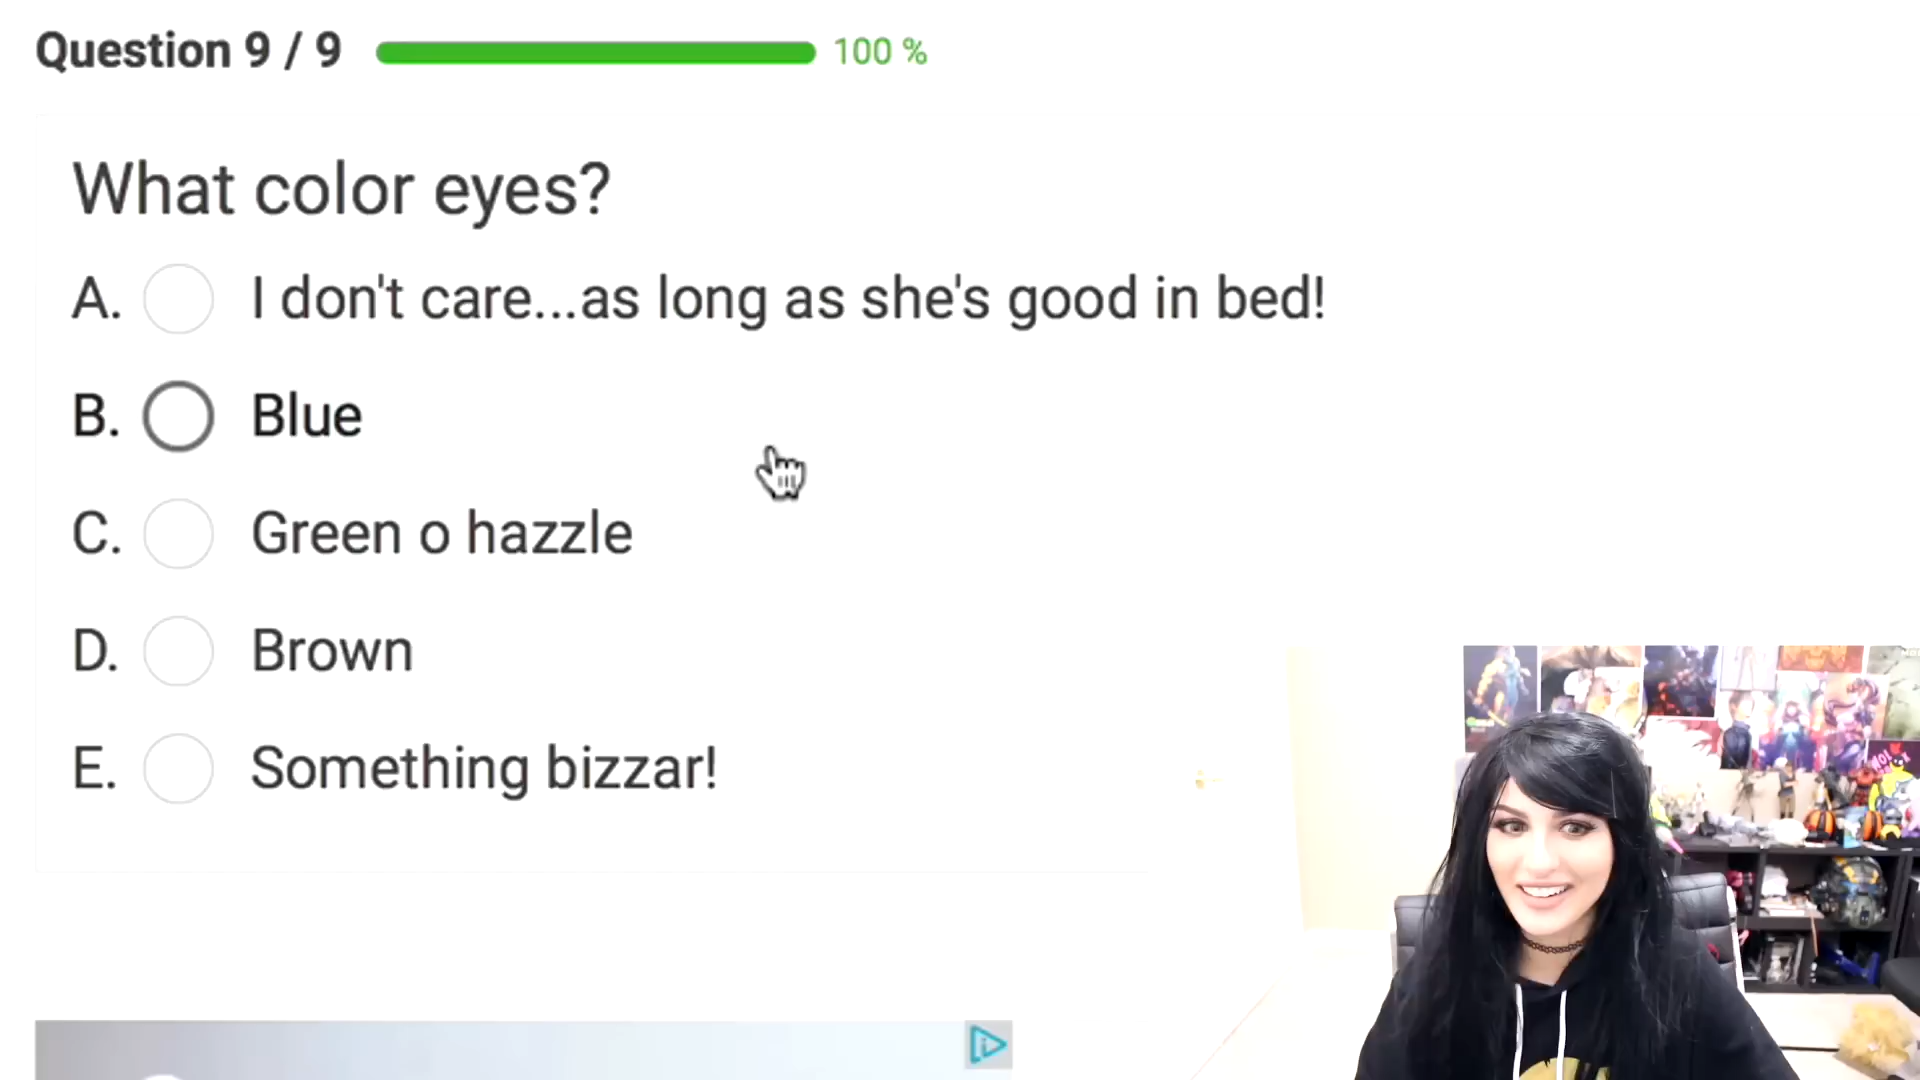 Question 9 / 9 100 %
What color eyes?
A. I don't care...as long as she's good in bed!
B. Blue
C. Green o hazzle
D. Brown
E. Something bizzar!